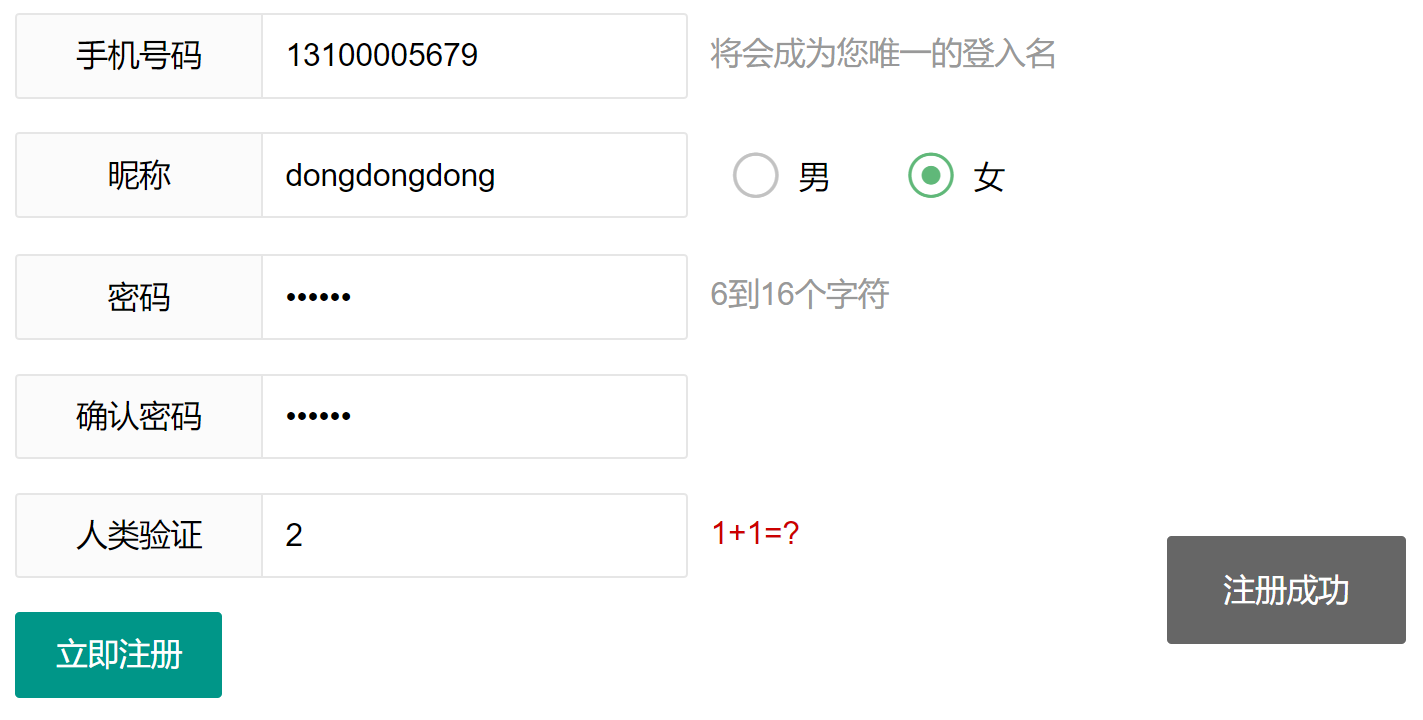 手机号码 13100005679 将会成为您唯一的登入名
昵称 dongdongdong 男 女
密码 •••••• 6到16个字符
确认密码 ••••••
人类验证 2 1+1=?
注册成功
立即注册